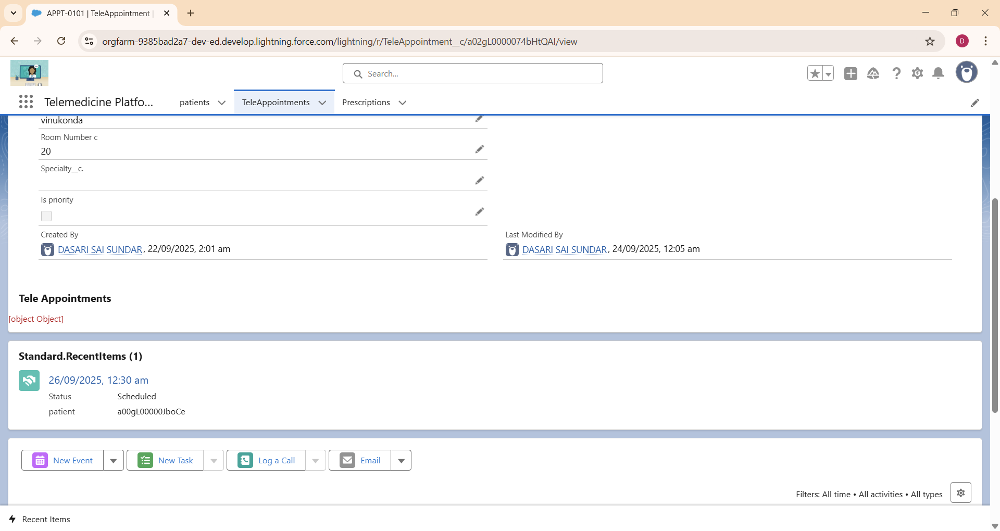 APPT-0101 | TeleAppointment |
orgfarm-9385bad2a7-dev-ed.develop.lightning.force.com/lightning/r/TeleAppointment__c/a02gL0000074bHtQAI/view
D
Search...
Telemedicine Platfo...
patients
TeleAppointments
Prescriptions
vinukonda
Room Number c
20
Specialty__c.
Is priority
Created By
DASARI SAI SUNDAR, 22/09/2025, 2:01 am
Last Modified By
DASARI SAI SUNDAR, 24/09/2025, 12:05 am
Tele Appointments
[object Object]
Standard.RecentItems (1)
26/09/2025, 12:30 am
Status Scheduled
patient a00gL00000JboCe
New Event
New Task
Log a Call
Email
Filters: All time • All activities • All types
Recent Items